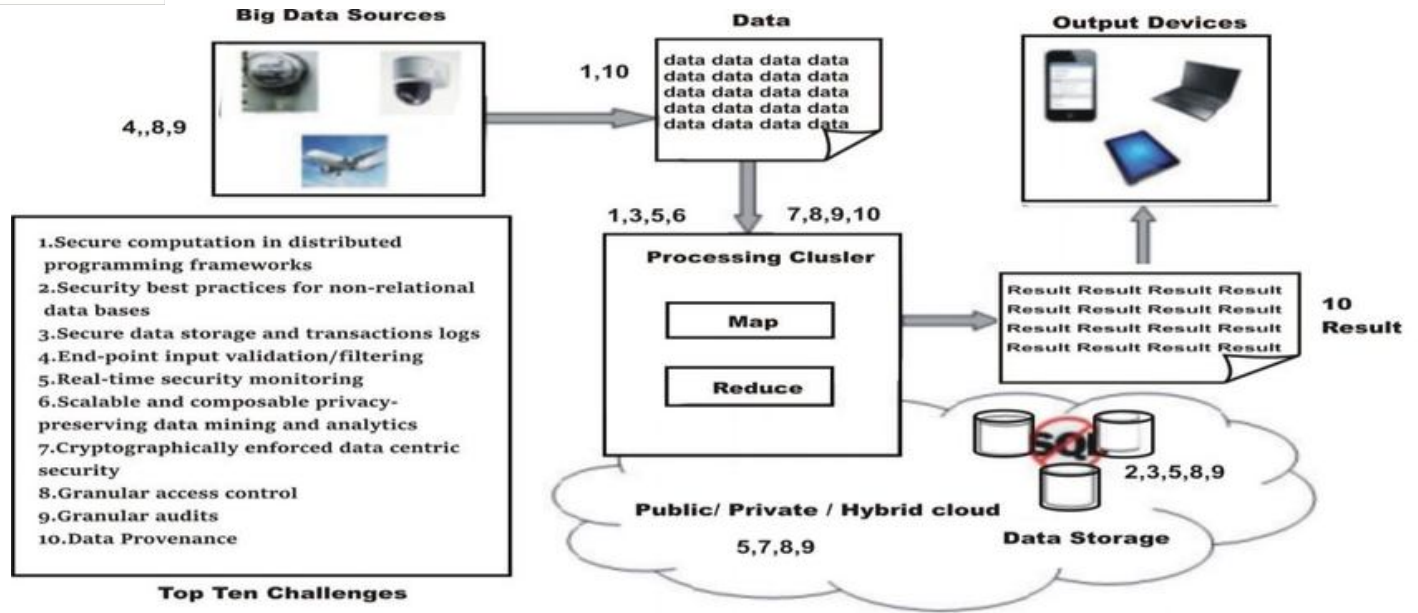 Big Data Sources
Data
Output Devices
4,,8,9
1,10
data data data data
data data data data
data data data data
data data data data
data data data data
1,3,5,6
7,8,9,10
Processing Clusler
Map
Reduce
Result Result Result Result
Result Result Result Result
Result Result Result Result
Result Result Result Result
10
Result
1.Secure computation in distributed
programming frameworks
2.Security best practices for non-relational
data bases
3.Secure data storage and transactions logs
4.End-point input validation/filtering
5.Real-time security monitoring
6.Scalable and composable privacy-
preserving data mining and analytics
7.Cryptographically enforced data centric
security
8.Granular access control
9.Granular audits
10.Data Provenance
Top Ten Challenges
SQL
2,3,5,8,9
Public/ Private / Hybrid cloud
Data Storage
5,7,8,9